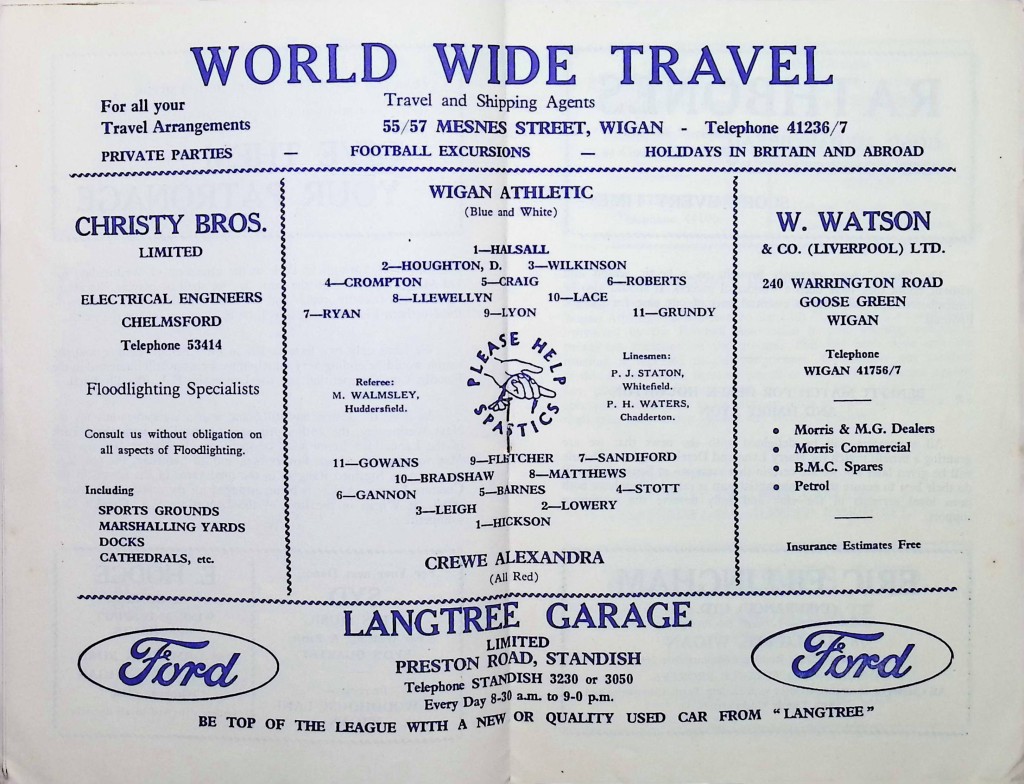 WORLD WIDE TRAVEL
For all your
Travel Arrangements
Travel and Shipping Agents
55/57 MESNES STREET, WIGAN - Telephone 41236/7
PRIVATE PARTIES — FOOTBALL EXCURSIONS — HOLIDAYS IN BRITAIN AND ABROAD
CHRISTY BROS.
LIMITED
ELECTRICAL ENGINEERS
CHELMSFORD
Telephone 53414
Floodlighting Specialists
Consult us without obligation on
all aspects of Floodlighting.
Including
SPORTS GROUNDS
MARSHALLING YARDS
DOCKS
CATHEDRALS, etc.
WIGAN ATHLETIC
(Blue and White)
1—HALSALL
2—HOUGHTON, D. 3—WILKINSON
4—CROMPTON 5—CRAIG 6—ROBERTS
8—LLEWELLYN 10—LACE
7—RYAN 9—LYON 11—GRUNDY
Referee:
M. WALMSLEY,
Huddersfield.
PLEASE HELP
SPASTICS
Linesmen:
P. J. STATON,
Whitefield.
P. H. WATERS,
Chadderton.
11—GOWANS 9—FLETCHER 7—SANDIFORD
10—BRADSHAW 8—MATTHEWS
6—GANNON 5—BARNES 4—STOTT
3—LEIGH 2—LOWERY
1—HICKSON
CREWE ALEXANDRA
(All Red)
W. WATSON
& CO. (LIVERPOOL) LTD.
240 WARRINGTON ROAD
GOOSE GREEN
WIGAN
Telephone
WIGAN 41756/7
• Morris & M.G. Dealers
• Morris Commercial
• B.M.C. Spares
• Petrol
Insurance Estimates Free
Ford
LANGTREE GARAGE
LIMITED
PRESTON ROAD, STANDISH
Telephone STANDISH 3230 or 3050
Every Day 8-30 a.m. to 9-0 p.m.
Ford
BE TOP OF THE LEAGUE WITH A NEW OR QUALITY USED CAR FROM "LANGTREE"